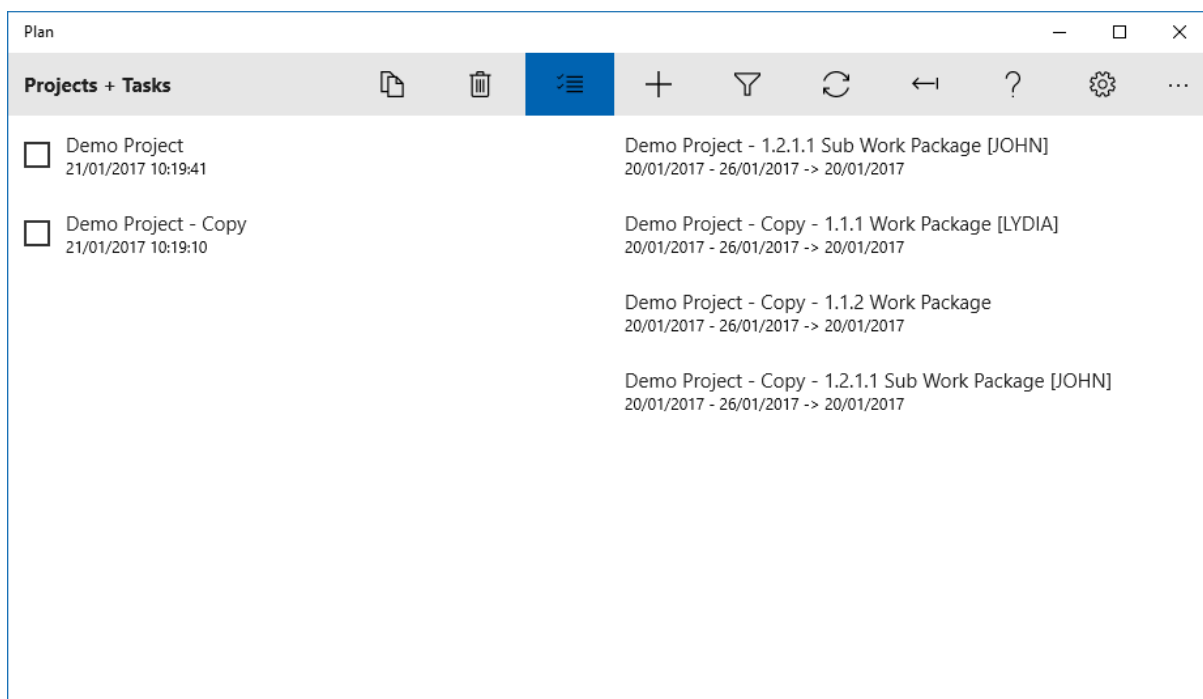 Plan
Projects + Tasks
Demo Project
21/01/2017 10:19:41
Demo Project - Copy
21/01/2017 10:19:10
Demo Project - 1.2.1.1 Sub Work Package [JOHN]
20/01/2017 - 26/01/2017 -> 20/01/2017
Demo Project - Copy - 1.1.1 Work Package [LYDIA]
20/01/2017 - 26/01/2017 -> 20/01/2017
Demo Project - Copy - 1.1.2 Work Package
20/01/2017 - 26/01/2017 -> 20/01/2017
Demo Project - Copy - 1.2.1.1 Sub Work Package [JOHN]
20/01/2017 - 26/01/2017 -> 20/01/2017